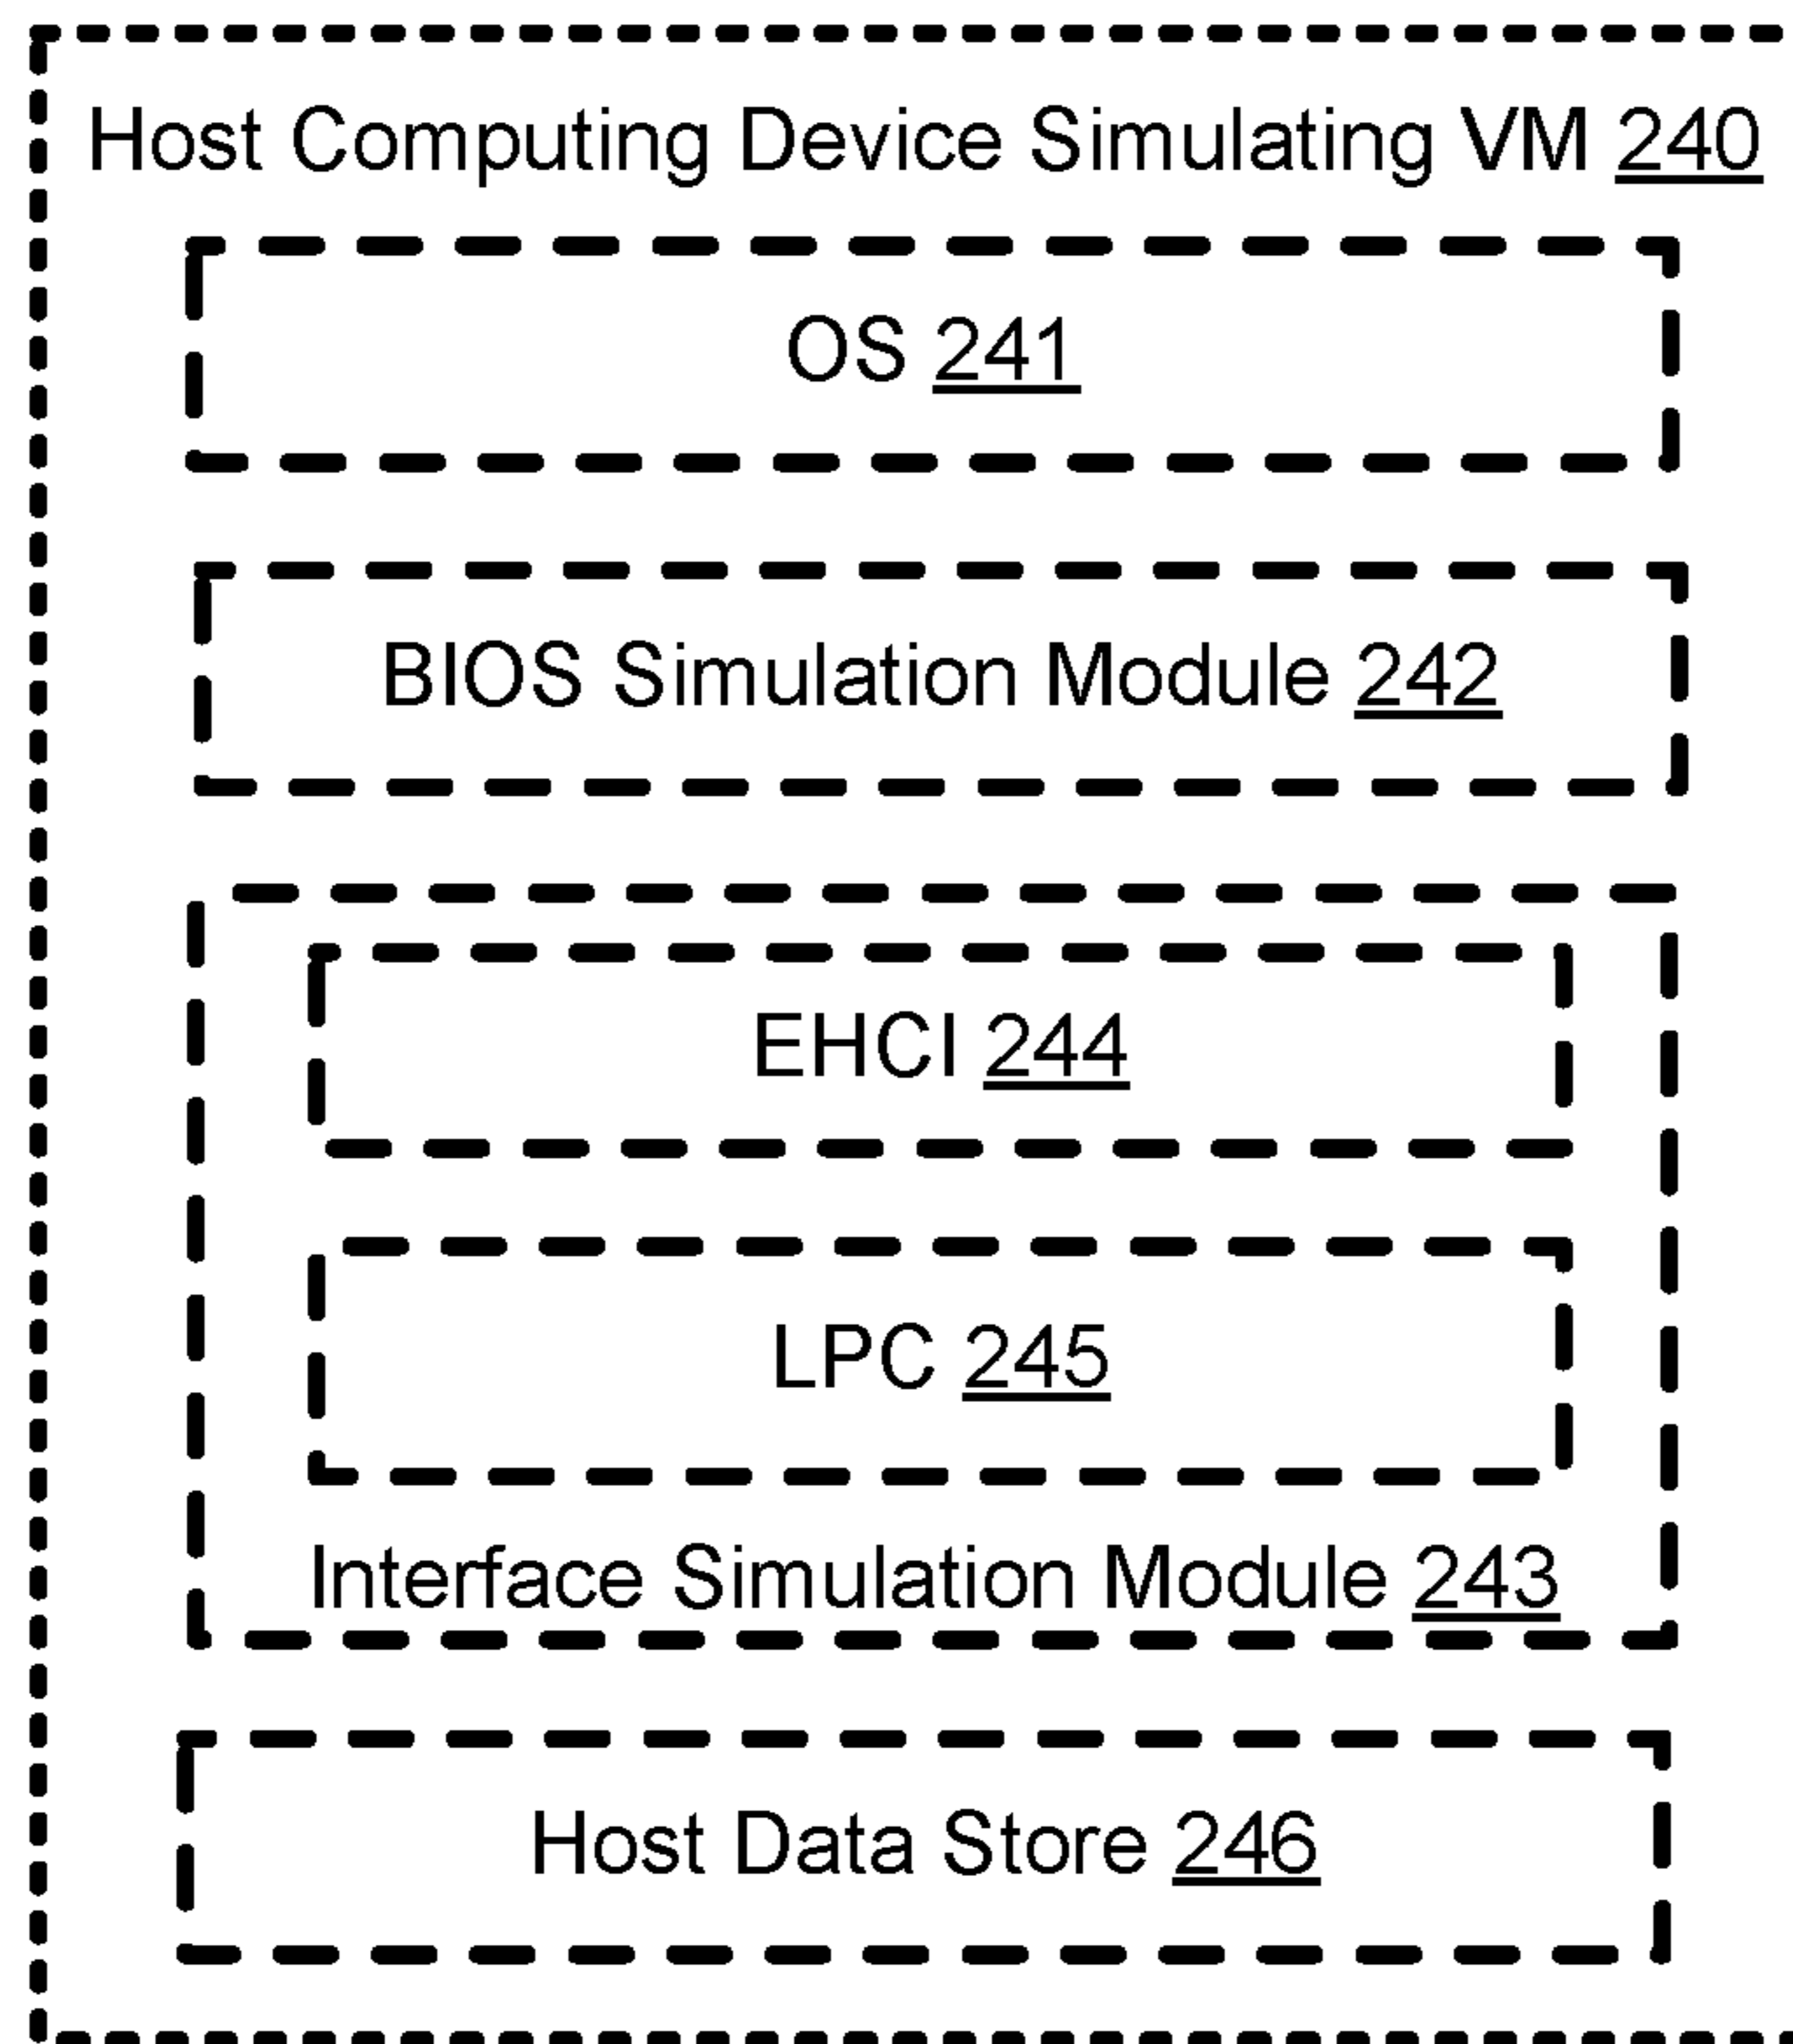 Host Computing Device Simulating VM 240
OS 241
BIOS Simulation Module 242
EHCI 244
LPC 245
Interface Simulation Module 243
Host Data Store 246